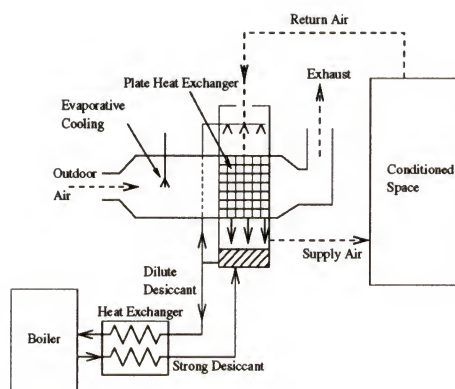 Return Air
Plate Heat Exchanger
Exhaust
Evaporative
Cooling
Outdoor
Air
Conditioned
Space
Supply Air
Dilute
Desiccant
Heat Exchanger
Boiler
Strong Desiccant